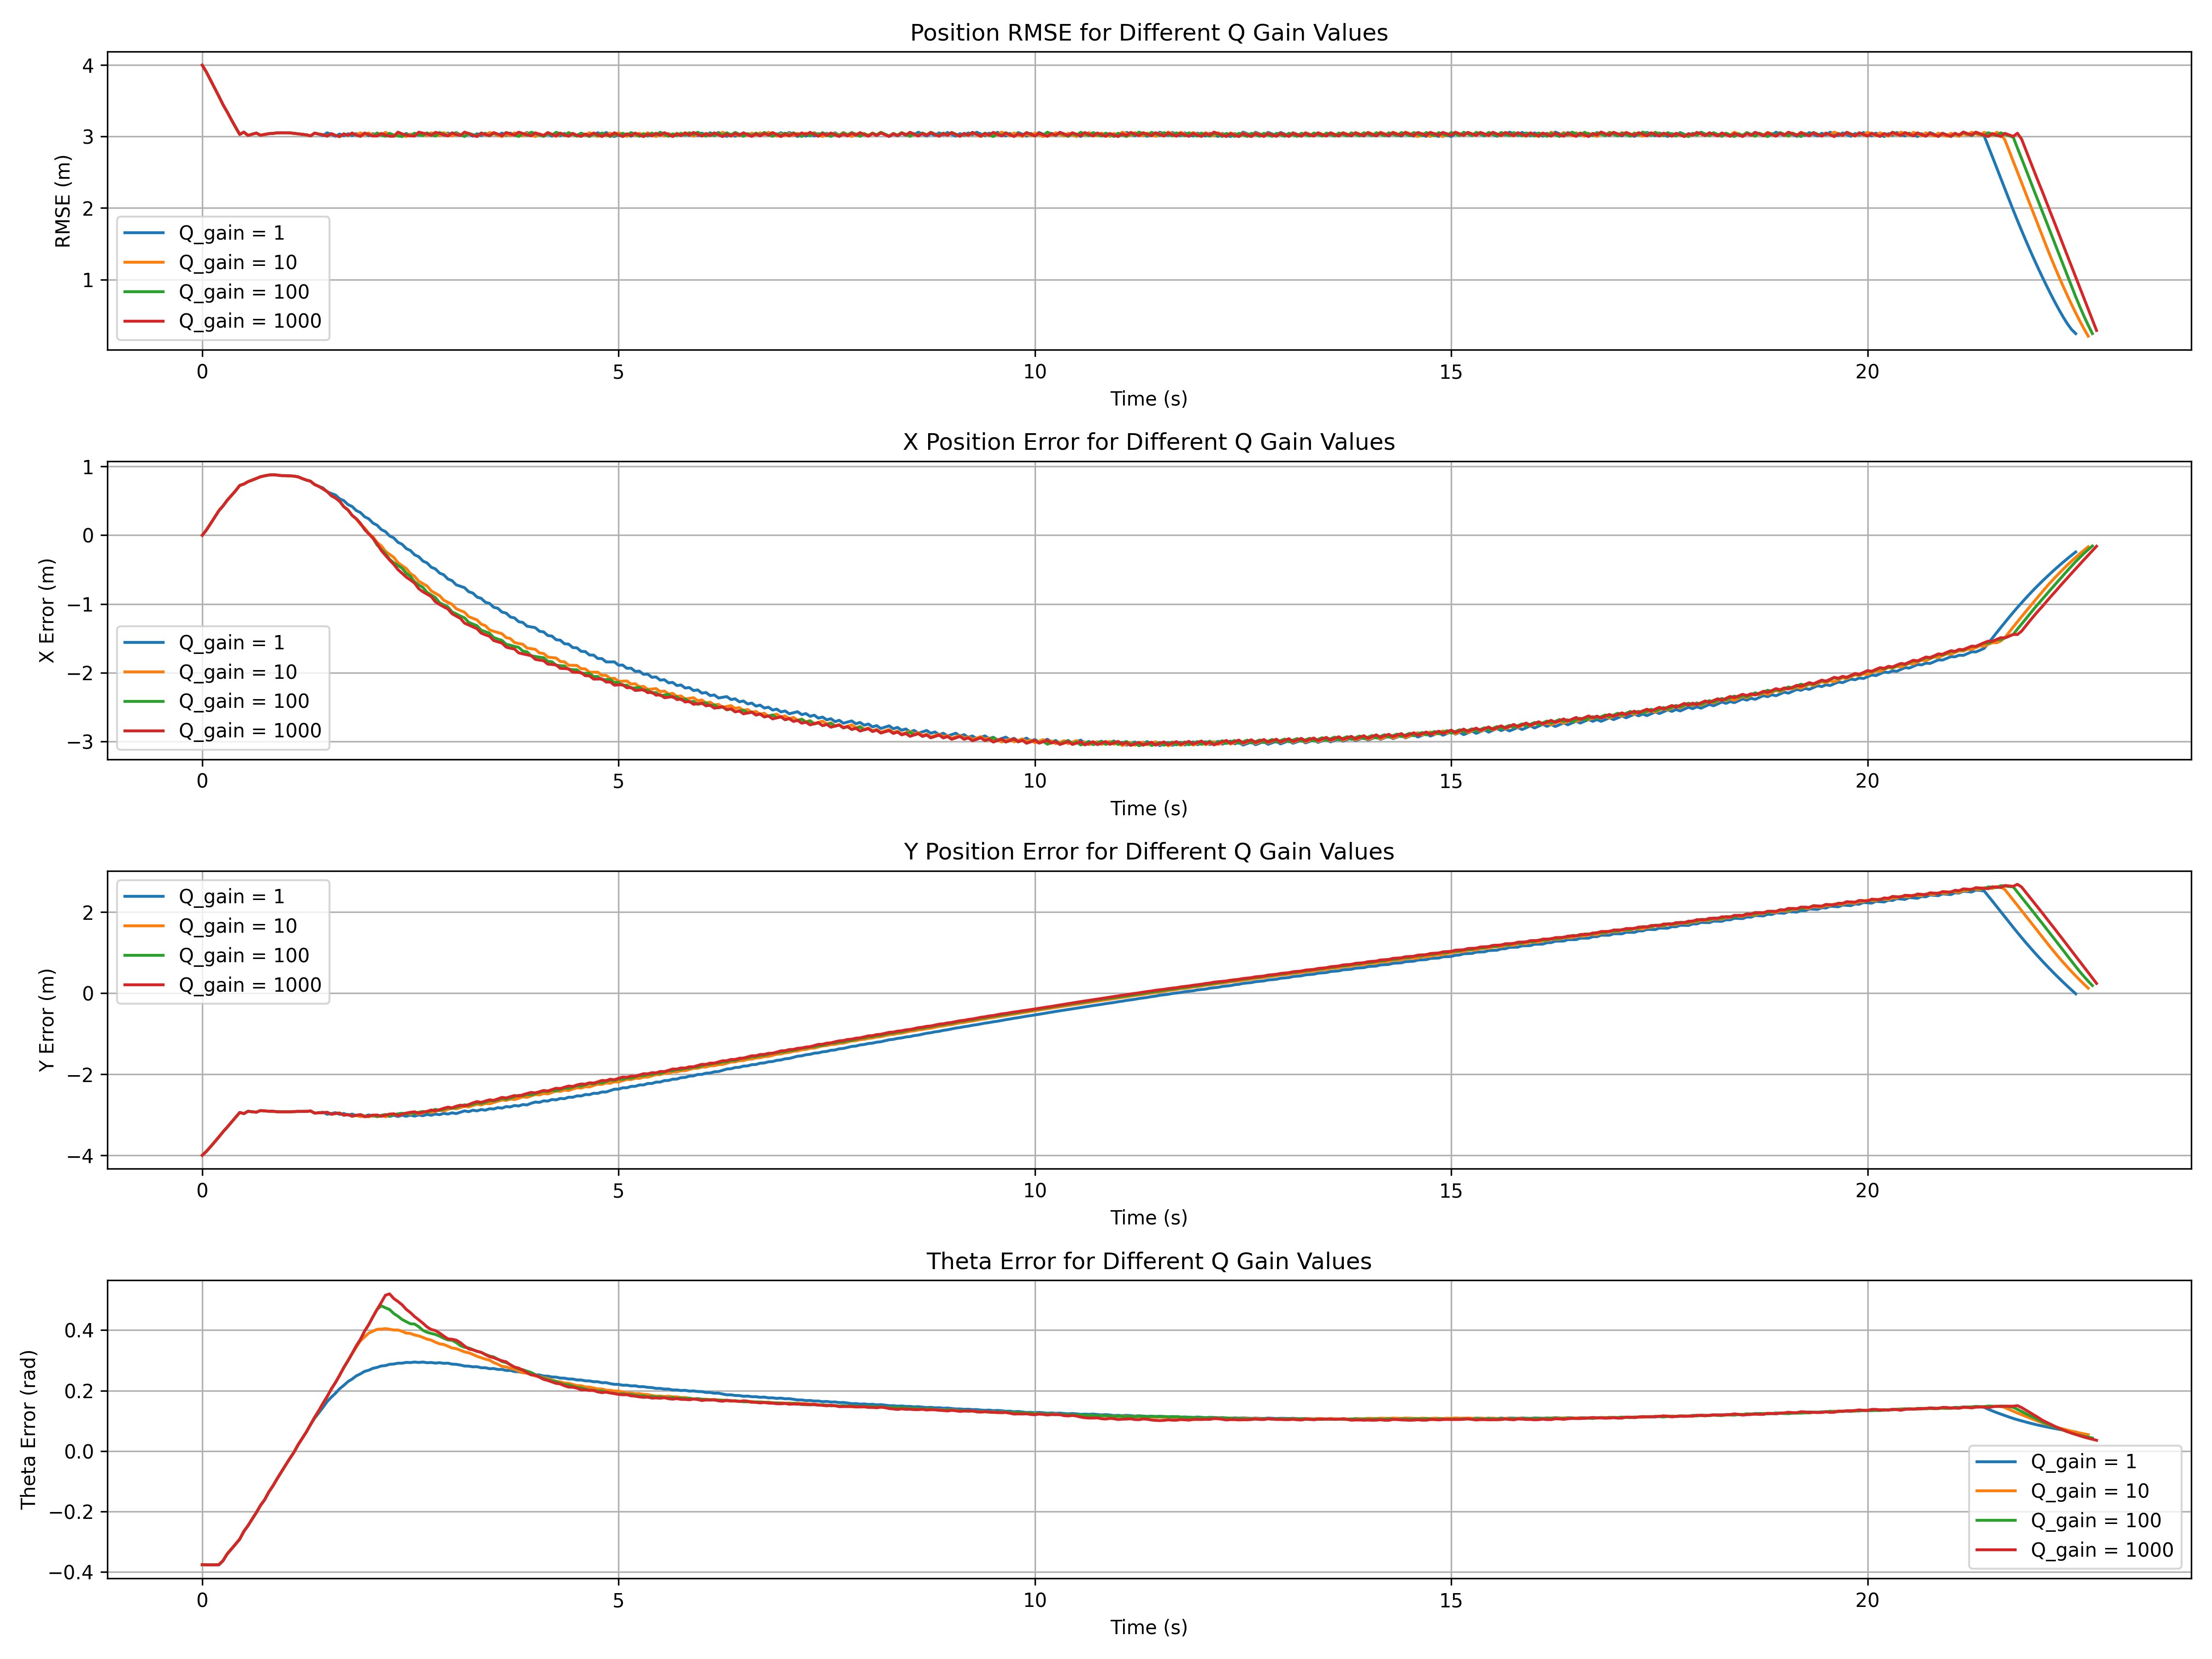 Position RMSE for Different Q Gain Values
RMSE (m)
4
3
2
1
Q_gain = 1
Q_gain = 10
Q_gain = 100
Q_gain = 1000
0 5 10 15 20
Time (s)
X Position Error for Different Q Gain Values
X Error (m)
1
0
−1
−2
−3
Q_gain = 1
Q_gain = 10
Q_gain = 100
Q_gain = 1000
0 5 10 15 20
Time (s)
Y Position Error for Different Q Gain Values
Y Error (m)
2
0
−2
−4
Q_gain = 1
Q_gain = 10
Q_gain = 100
Q_gain = 1000
0 5 10 15 20
Time (s)
Theta Error for Different Q Gain Values
Theta Error (rad)
0.4
0.2
0.0
−0.2
−0.4
Q_gain = 1
Q_gain = 10
Q_gain = 100
Q_gain = 1000
0 5 10 15 20
Time (s)